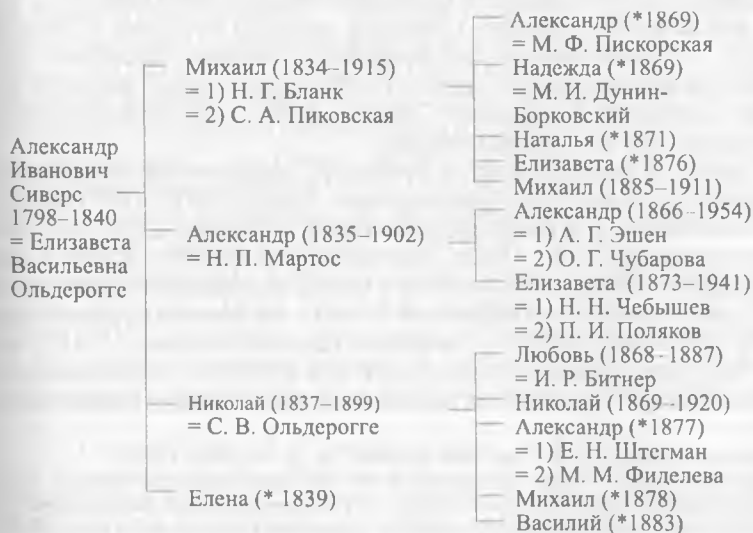 Александр
Иванович
Сиверс
1798–1840
= Елизавета
Васильевна
Ольдерогге
Михаил (1834–1915)
= 1) Н. Г. Бланк
= 2) С. А. Пиковская
Александр (*1869)
= М. Ф. Пискорская
Надежда (*1869)
= М. И. Дунин-
Борковский
Наталья (*1871)
Елизавета (*1876)
Михаил (1885–1911)
Александр (1835–1902)
= Н. П. Мартос
Александр (1866–1954)
= 1) А. Г. Эшен
= 2) О. Г. Чубарова
Елизавета (1873–1941)
= 1) Н. Н. Чебышев
= 2) П. И. Поляков
Николай (1837–1899)
= С. В. Ольдерогге
Любовь (1868–1887)
= И. Р. Битнер
Николай (1869–1920)
Александр (*1877)
= 1) Е. Н. Штегман
= 2) М. М. Фиделева
Михаил (*1878)
Василий (*1883)
Елена (* 1839)